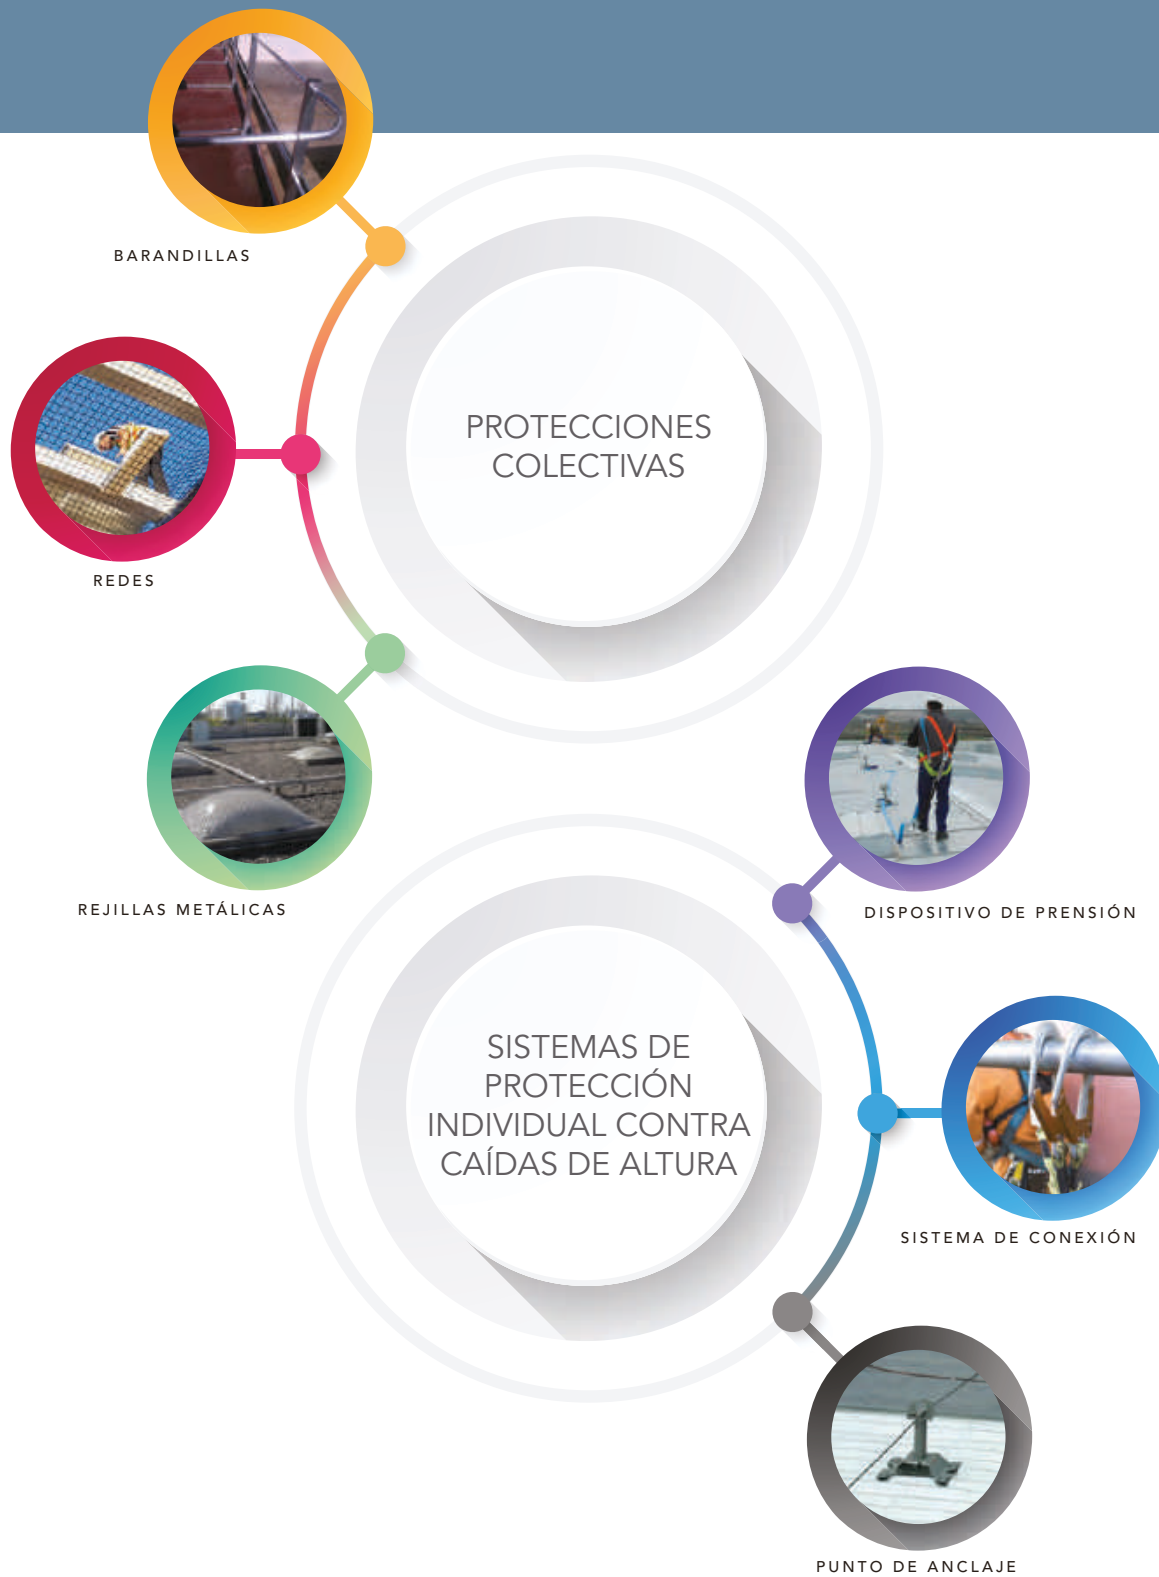 BARANDILLAS
PROTECCIONES
COLECTIVAS
REDES
REJILLAS METÁLICAS
DISPOSITIVO DE PRENSIÓN
SISTEMAS DE
PROTECCIÓN
INDIVIDUAL CONTRA
CAÍDAS DE ALTURA
SISTEMA DE CONEXIÓN
PUNTO DE ANCLAJE